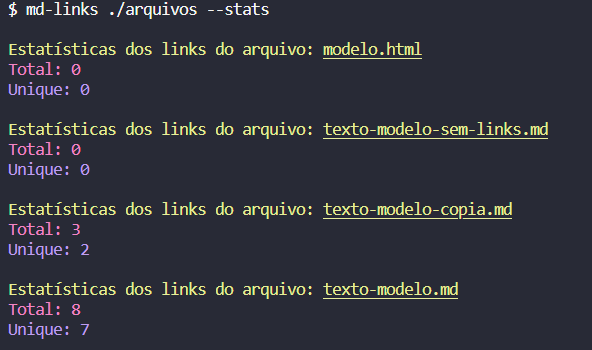 $ md-links ./arquivos --stats
Estatísticas dos links do arquivo: modelo.html
Total: 0
Unique: 0
Estatísticas dos links do arquivo: texto-modelo-sem-links.md
Total: 0
Unique: 0
Estatísticas dos links do arquivo: texto-modelo-copia.md
Total: 3
Unique: 2
Estatísticas dos links do arquivo: texto-modelo.md
Total: 8
Unique: 7